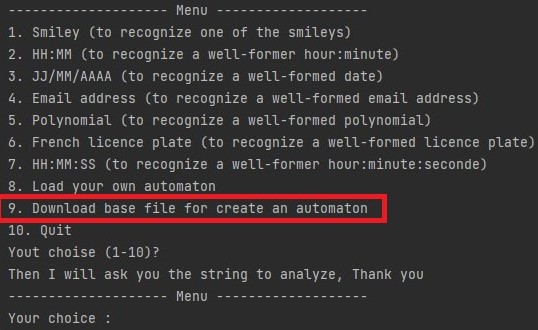 -------------------- Menu -------------------
1. Smiley (to recognize one of the smileys)
2. HH:MM (to recognize a well-former hour:minute)
3. JJ/MM/AAAA (to recognize a well-formed date)
4. Email address (to recognize a well-formed email address)
5. Polynomial (to recognize a well-formed polynomial)
6. French licence plate (to recognize a well-formed licence plate)
7. HH:MM:SS (to recognize a well-former hour:minute:seconde)
8. Load your own automaton
9. Download base file for create an automaton
10. Quit
Yout choise (1-10)?
Then I will ask you the string to analyze, Thank you
-------------------- Menu -------------------
Your choice :